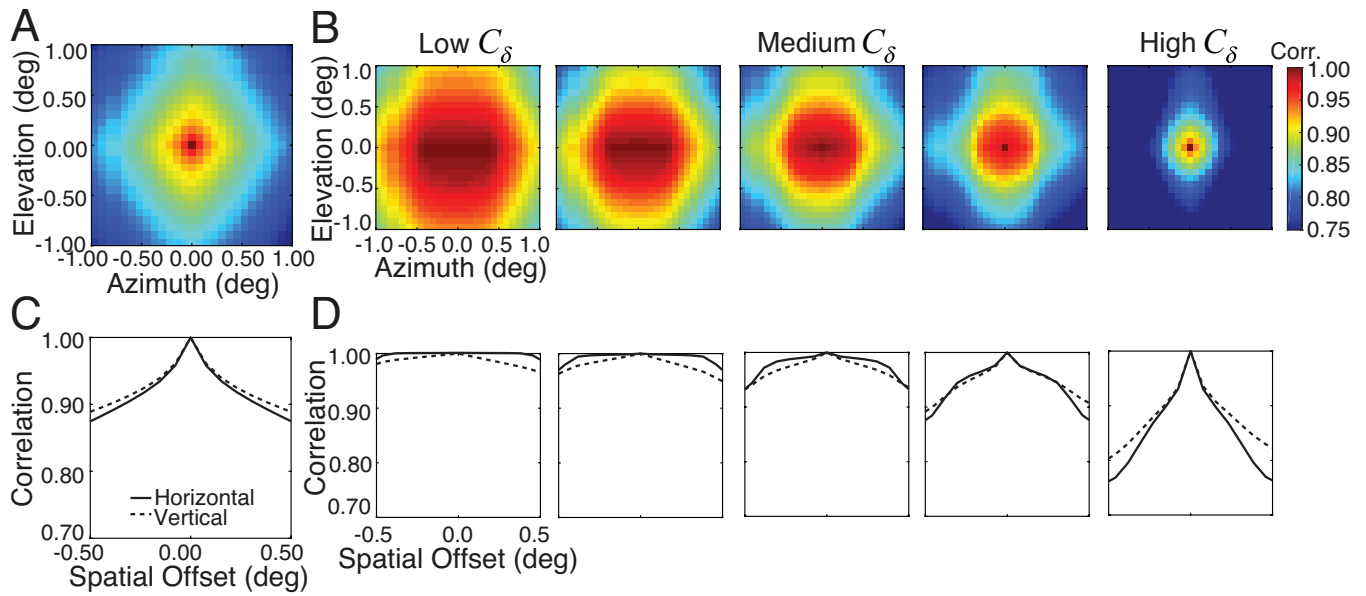 A
B
Low Cδ
Medium Cδ
High Cδ
Corr.
Elevation (deg)
1.00
0.50
0.00
-0.50
-1.00
-1.00 -0.50 0.00 0.50 1.00
Azimuth (deg)
Elevation (deg)
1.0
0.5
0.0
-0.5
-1.0
-1.0 -0.5 0.0 0.5 1.0
Azimuth (deg)
1.00
0.95
0.90
0.85
0.80
0.75
C
Correlation
1.00
0.90
0.80
0.70
Horizontal
Vertical
-0.50 0.00 0.50
Spatial Offset (deg)
D
Correlation
1.00
0.90
0.80
0.70
-0.5 0.0 0.5
Spatial Offset (deg)